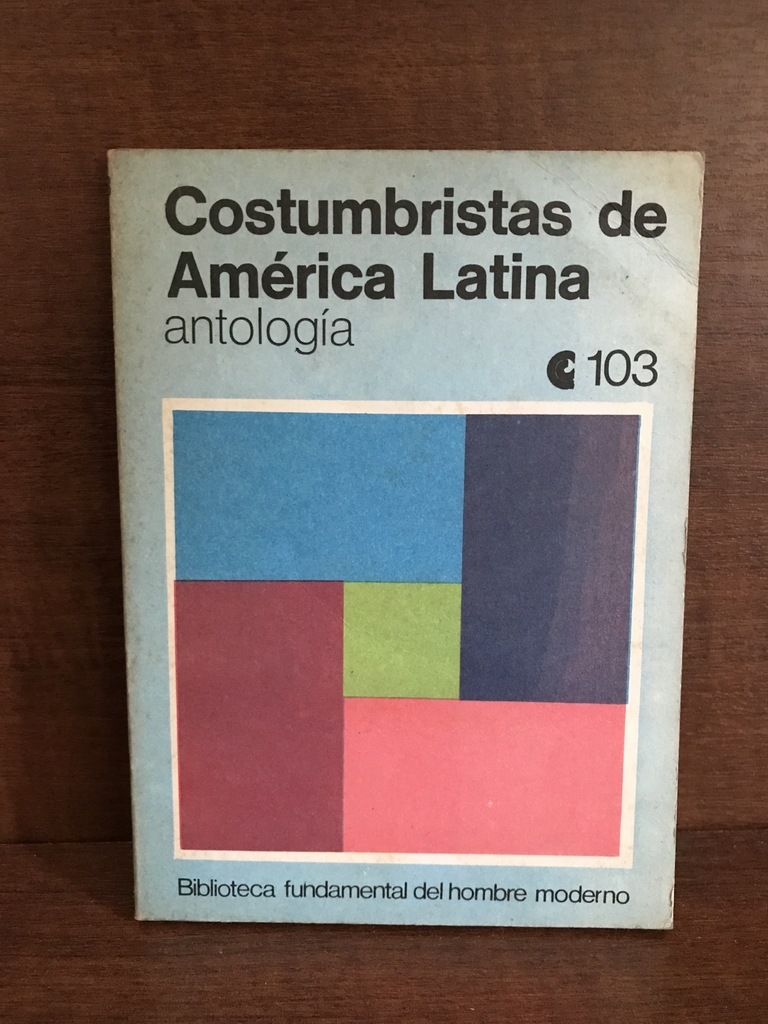 Costumbristas de
América Latina
antología
103
Biblioteca fundamental del hombre moderno